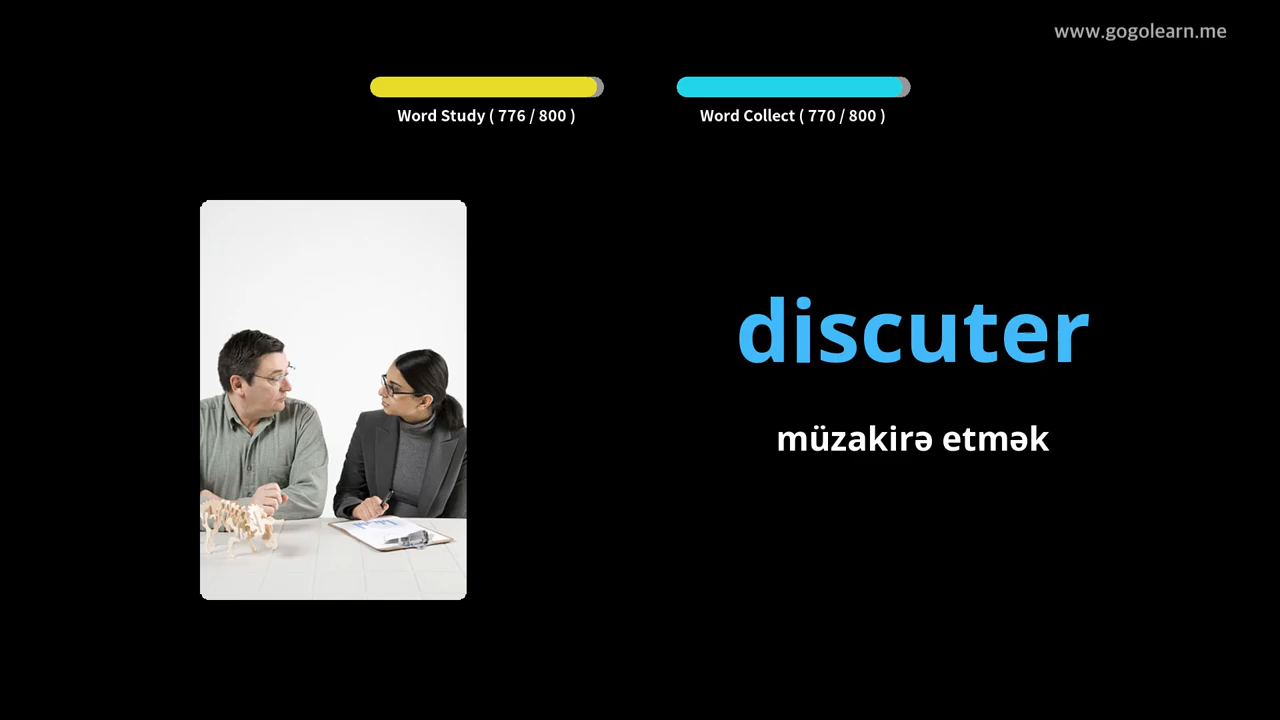 www.gogolearn.me
Word Study ( 776 / 800 )
Word Collect ( 770 / 800 )
discuter
müzakirə etmək